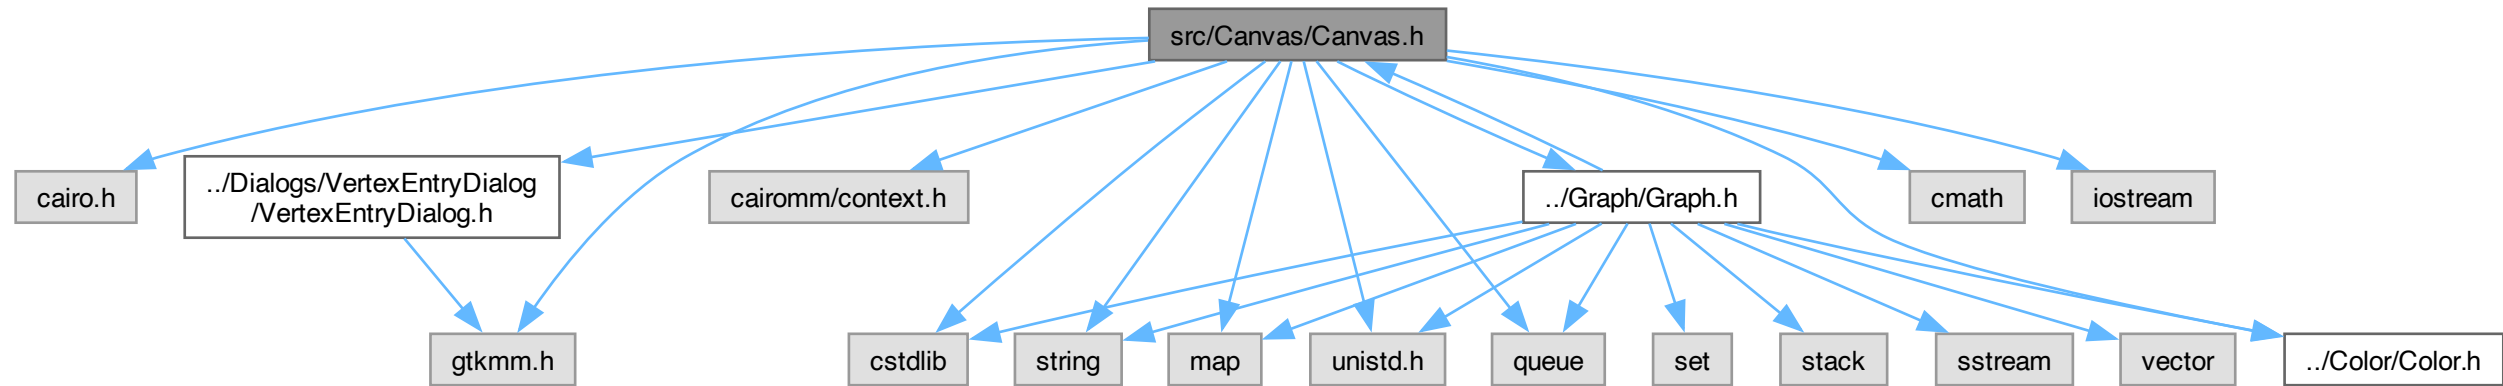 src/Canvas/Canvas.h
cairo.h
../Dialogs/VertexEntryDialog
/VertexEntryDialog.h
cairomm/context.h
../Graph/Graph.h
cmath
iostream
gtkmm.h
cstdlib
string
map
unistd.h
queue
set
stack
sstream
vector
../Color/Color.h